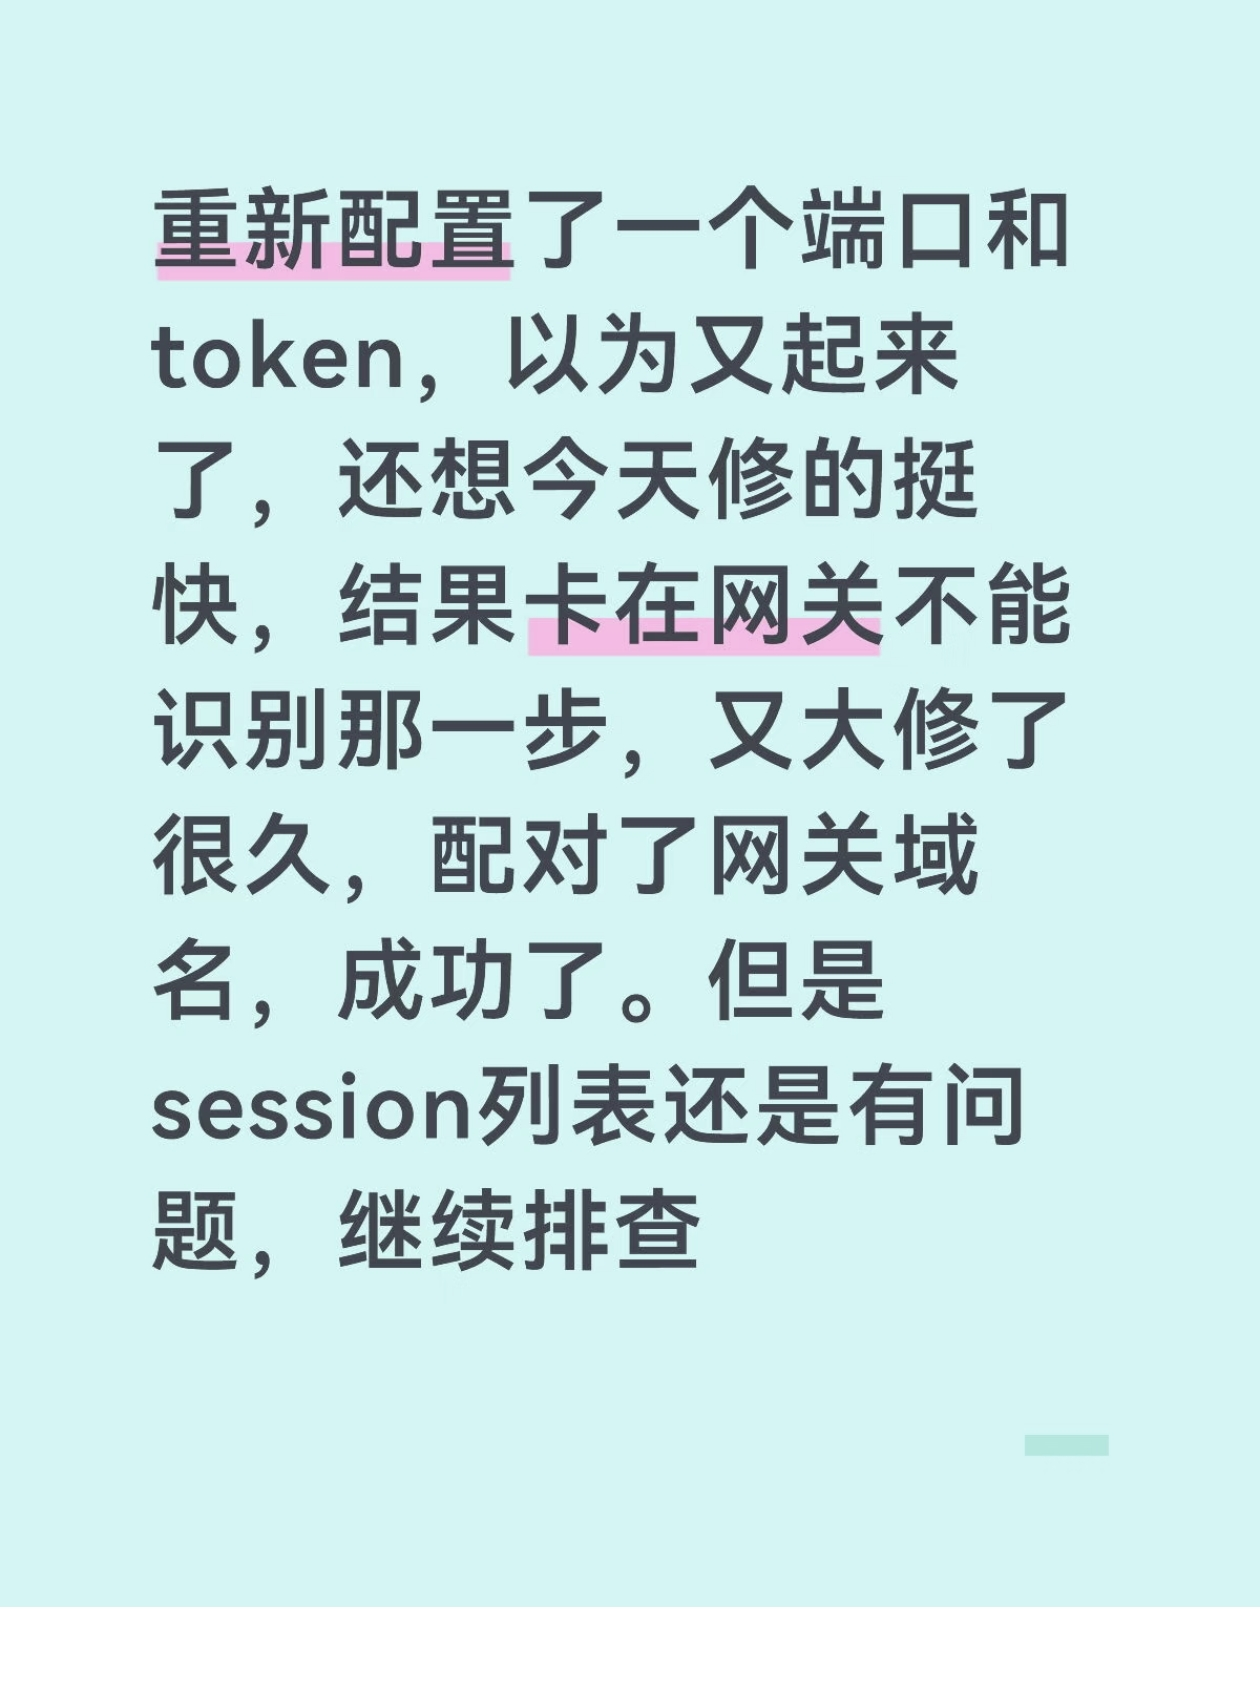 重新配置了一个端口和
token，以为又起来
了，还想今天修的挺
快，结果卡在网关不能
识别那一步，又大修了
很久，配对了网关域
名，成功了。但是
session列表还是有问
题，继续排查